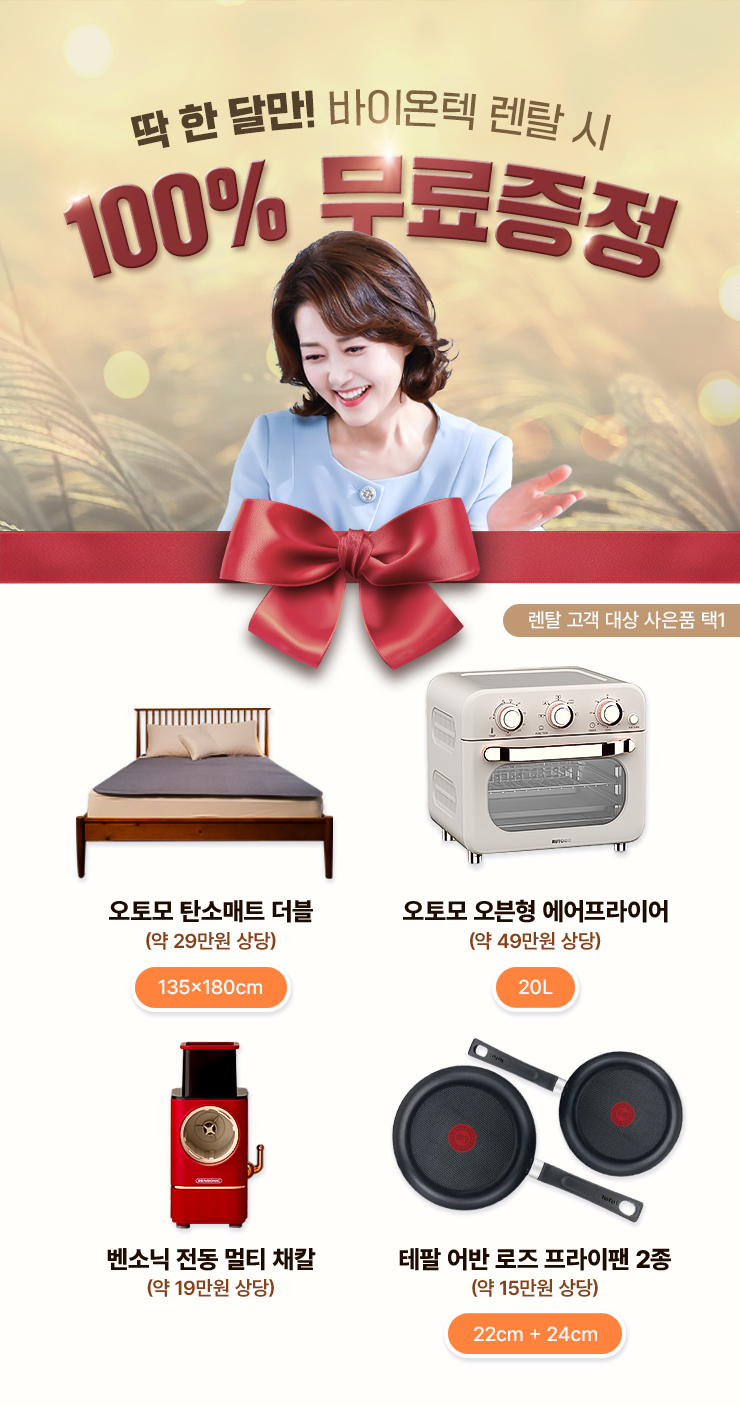 딱 한 달만! 바이온텍 렌탈 시
100% 무료증정
렌탈 고객 대상 사은품 택1
오토모 탄소매트 더블
(약 29만원 상당)
135×180cm
오토모 오븐형 에어프라이어
(약 49만원 상당)
20L
벤소닉 전동 멀티 채칼
(약 19만원 상당)
테팔 어반 로즈 프라이팬 2종
(약 15만원 상당)
22cm + 24cm